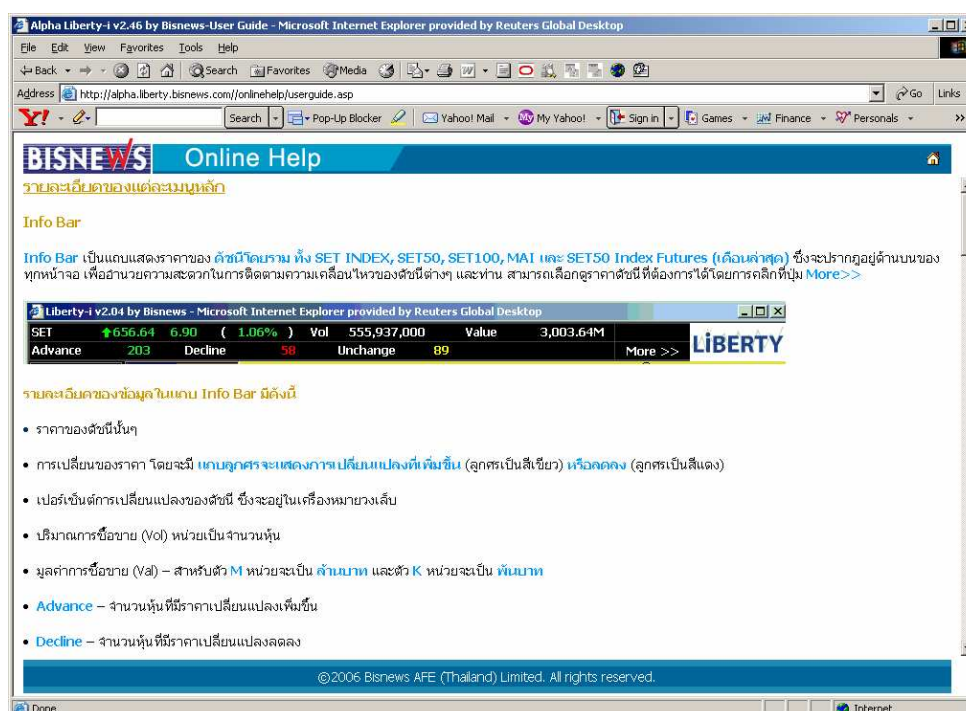 Alpha Liberty-i v2.46 by Bisnews-User Guide - Microsoft Internet Explorer provided by Reuters Global Desktop
File Edit View Favorites Tools Help
Back Search Favorites Media
Address http://alpha.liberty.bisnews.com//onlinehelp/userguide.asp Go Links
Y! Search Pop-Up Blocker Yahoo! Mail My Yahoo! Sign in Games Finance Personals »
BISNEWS Online Help
รายละเอียดของแต่ละเมนูหลัก
Info Bar
Info Bar เป็นแถบแสดงราคาของ ดัชนีโดยรวม ทั้ง SET INDEX, SET50, SET100, MAI และ SET50 Index Futures (เดือนล่าสุด) ซึ่งจะปรากฏอยู่ด้านบนของ
ทุกหน้าจอ เพื่ออำนวยความสะดวกในการติดตามความเคลื่อนไหวของดัชนีต่างๆ และท่าน สามารถเลือกดูราคาดัชนีที่ต้องการได้โดยการคลิกที่ปุ่ม More>>
Liberty-i v2.04 by Bisnews - Microsoft Internet Explorer provided by Reuters Global Desktop
SET 656.64 6.90 ( 1.06% ) Vol 555,937,000 Value 3,003.64M
Advance 203 Decline 58 Unchange 89 More >> LiBERTY
รายละเอียดของข้อมูลในแถบ Info Bar มีดังนี้
• ราคาของดัชนีนั้นๆ
• การเปลี่ยนของราคา โดยจะมี แถบลูกศรจะแสดงการเปลี่ยนแปลงที่เพิ่มขึ้น (ลูกศรเป็นสีเขียว) หรือลดลง (ลูกศรเป็นสีแดง)
• เปอร์เซ็นต์การเปลี่ยนแปลงของดัชนี ซึ่งจะอยู่ในเครื่องหมายวงเล็บ
• ปริมาณการซื้อขาย (Vol) หน่วยเป็นจำนวนหุ้น
• มูลค่าการซื้อขาย (Val) – สำหรับตัว M หน่วยจะเป็น ล้านบาท และตัว K หน่วยจะเป็น พันบาท
• Advance – จำนวนหุ้นที่มีราคาเปลี่ยนแปลงเพิ่มขึ้น
• Decline – จำนวนหุ้นที่มีราคาเปลี่ยนแปลงลดลง
©2006 Bisnews AFE (Thailand) Limited. All rights reserved.
Done Internet